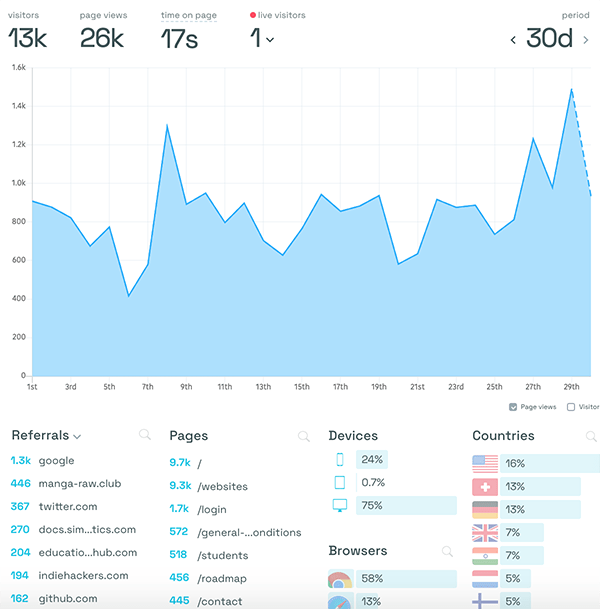 visitors page views time on page live visitors period
13k 26k 17s 1 < 30d >
1.6k
1.4k
1.2k
1.0k
800
600
400
200
0
1st 3rd 5th 7th 9th 11th 13th 15th 17th 19th 21st 23rd 25th 27th 29th
Page views Visitor
Referrals
1.3k google
446 manga-raw.club
367 twitter.com
270 docs.sim...tics.com
204 educatio...hub.com
194 indiehackers.com
162 github.com
Pages
9.7k /
9.3k /websites
1.7k /login
572 /general-...onditions
518 /students
456 /roadmap
445 /contact
Devices
24%
0.7%
75%
Browsers
58%
13%
Countries
16%
13%
13%
7%
7%
5%
5%